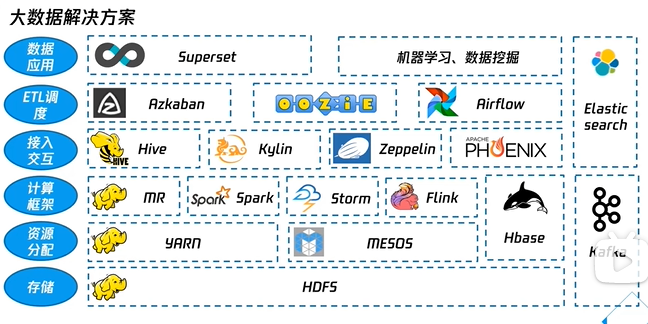 大数据解决方案
数据
应用
Superset
机器学习、数据挖掘
Elastic
search
ETL调
度
Azkaban
OOZIE
Airflow
接入
交互
HIVE
Hive
Kylin
Zeppelin
APACHE
PHOENIX
计算
框架
MR
Spark
Spark
Storm
Flink
Hbase
Kafka
资源
分配
YARN
MESOS
存储
HDFS